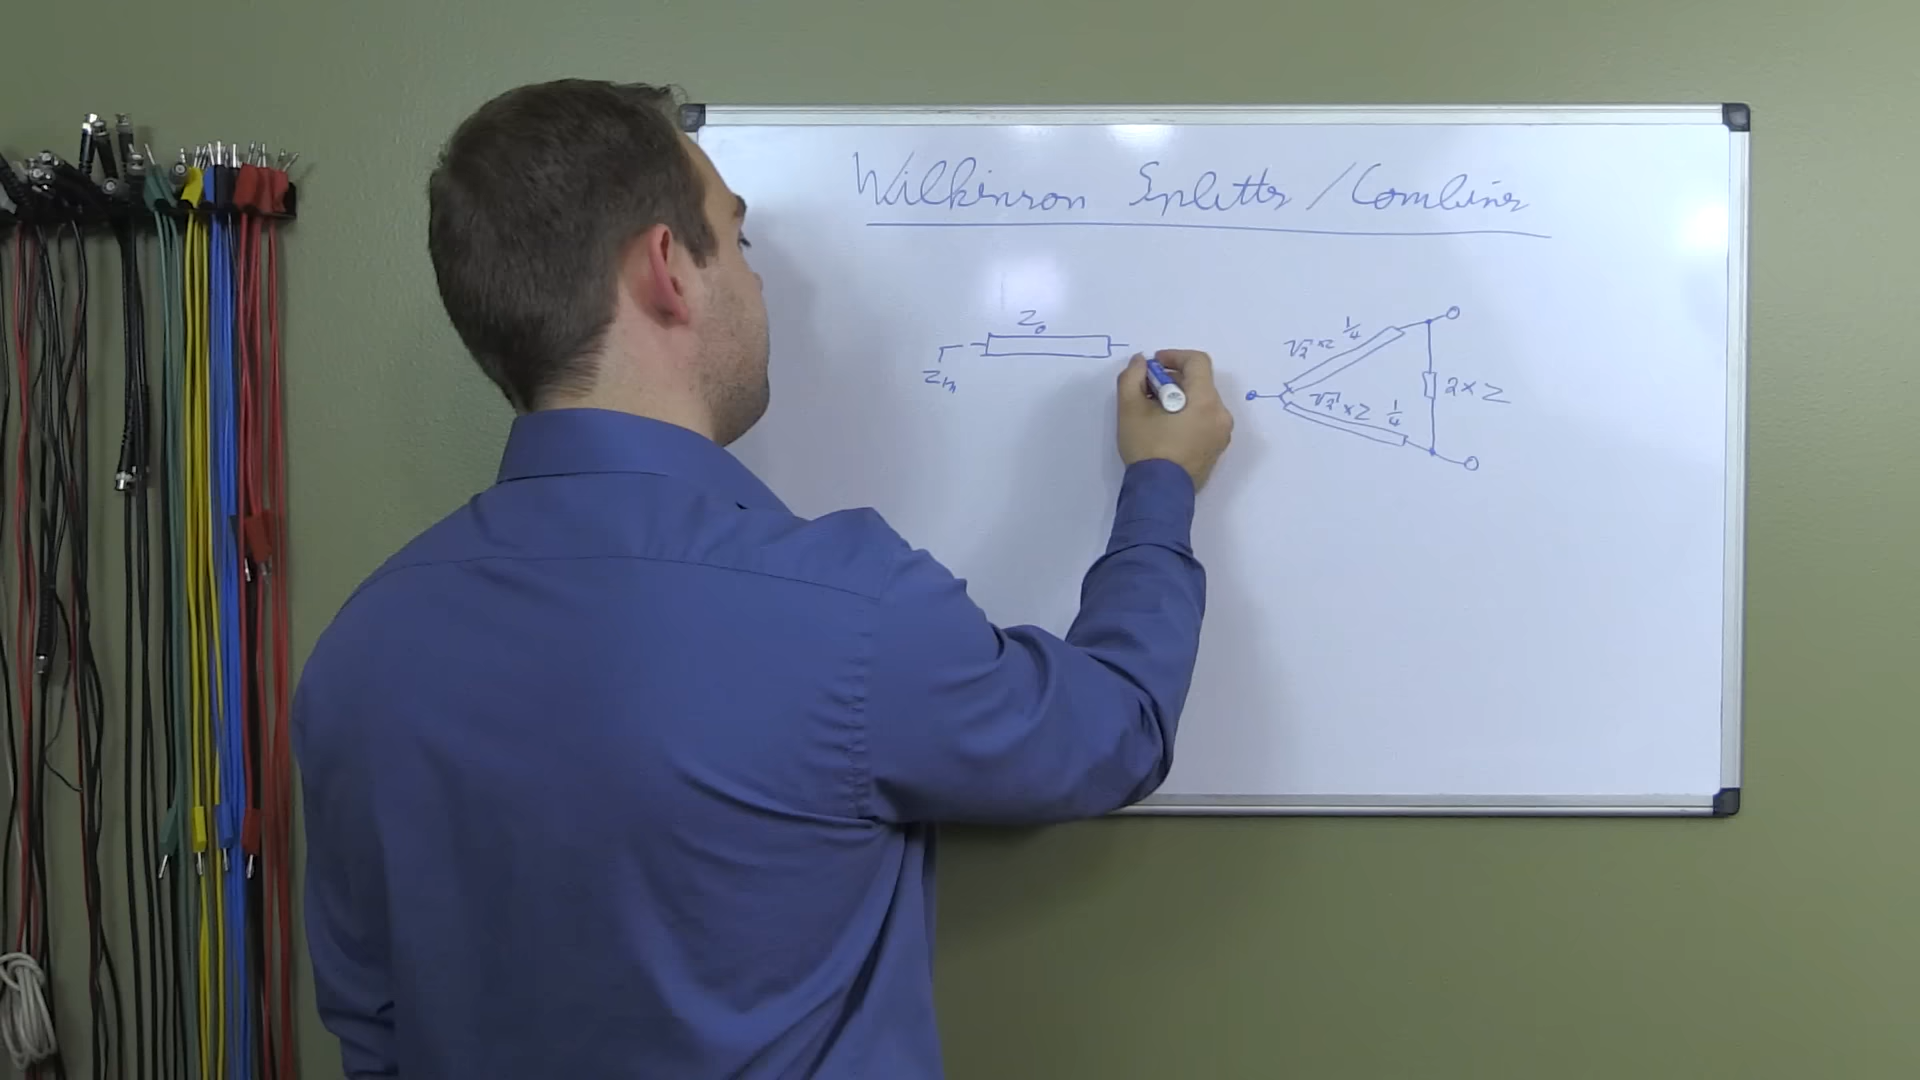 Wilkinson Splitter / Combiner
Z₀
Zin
√2 × Z 1/4
√2 × Z 1/4
2 × Z